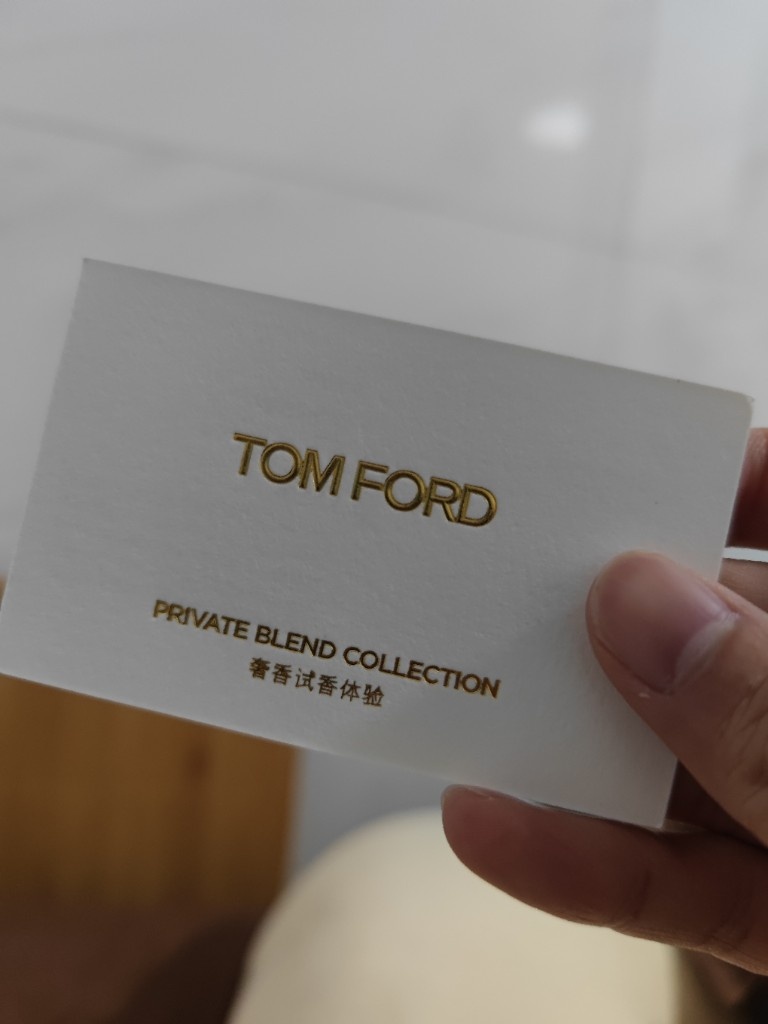 TOM FORD
PRIVATE BLEND COLLECTION
奢香试香体验